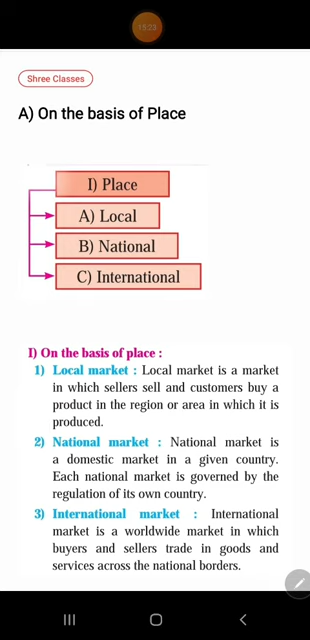 15:23
Shree Classes
A) On the basis of Place
I) Place
A) Local
B) National
C) International
I) On the basis of place :
1) Local market : Local market is a market
in which sellers sell and customers buy a
product in the region or area in which it is
produced.
2) National market : National market is
a domestic market in a given country.
Each national market is governed by the
regulation of its own country.
3) International market : International
market is a worldwide market in which
buyers and sellers trade in goods and
services across the national borders.